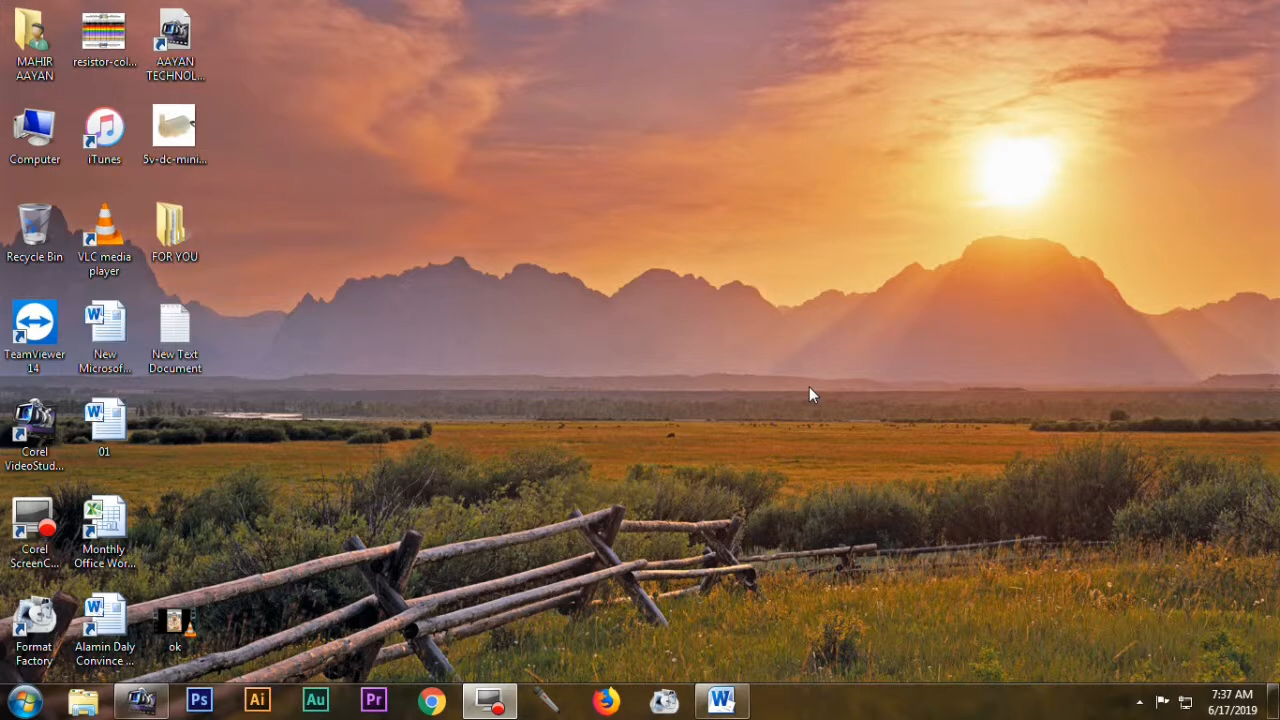 MAHIR
AAYAN
resistor-col...
AAYAN
TECHNOL...
Computer
iTunes
5v-dc-mini...
Recycle Bin
VLC media
player
FOR YOU
TeamViewer
14
New
Microsof...
New Text
Document
Corel
VideoStud...
01
Corel
ScreenC...
Monthly
Office Wor...
Format
Factory
Alamin Daly
Convince ...
ok
Ps
Ai
Au
Pr
W
7:37 AM
6/17/2019